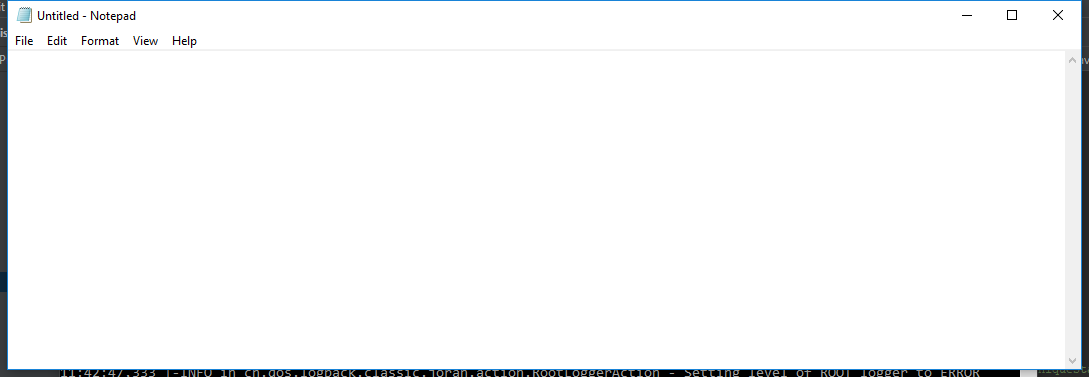 Untitled - Notepad
File Edit Format View Help
11:42:47,333 |-INFO in ch.qos.logback.classic.joran.action.RootLoggerAction - Setting level of ROOT logger to ERROR